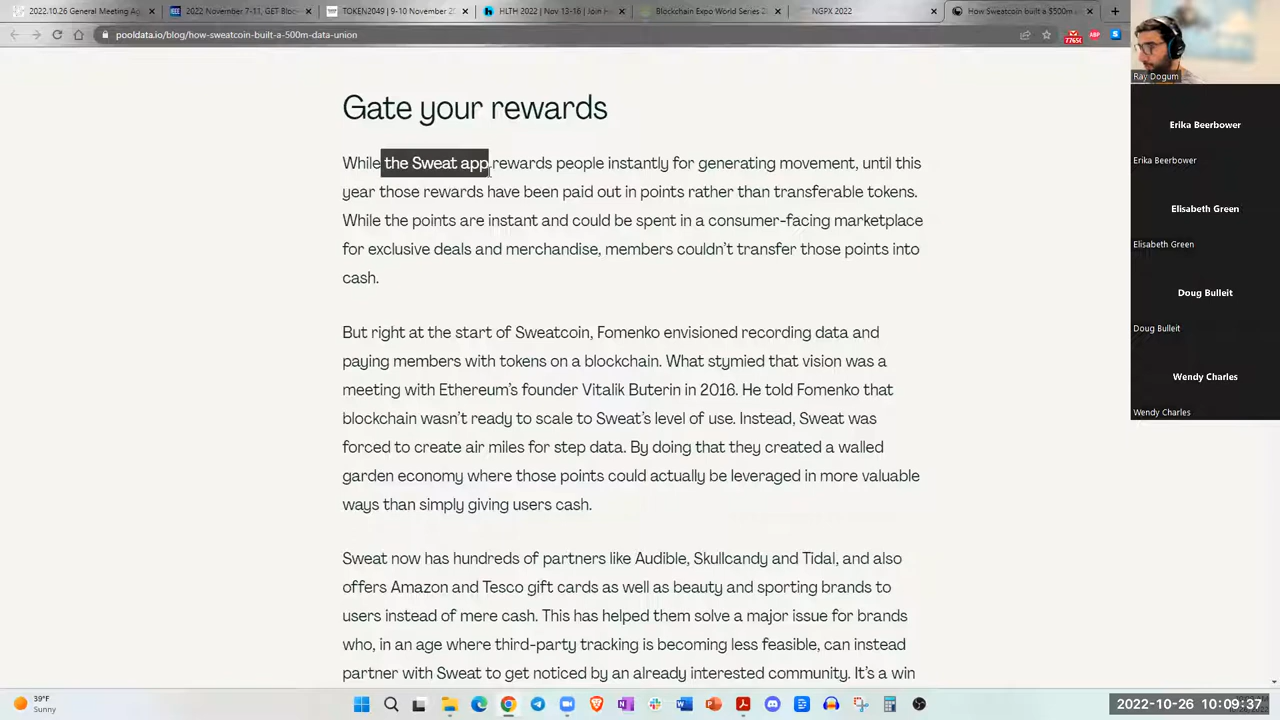 2022.10.26 General Meeting Ag
2022 November 7-11, GET Bloc
TOKEN2049 | 9-10 November 2
HLTH 2022 | Nov 13-16 | Join H
Blockchain Expo World Series
NGPX 2022
How Sweatcoin built a $500m
pooldata.io/blog/how-sweatcoin-built-a-500m-data-union
ABP
Gate your rewards
While the Sweat app rewards people instantly for generating movement, until this
year those rewards have been paid out in points rather than transferable tokens.
While the points are instant and could be spent in a consumer-facing marketplace
for exclusive deals and merchandise, members couldn't transfer those points into
cash.
But right at the start of Sweatcoin, Fomenko envisioned recording data and
paying members with tokens on a blockchain. What stymied that vision was a
meeting with Ethereum's founder Vitalik Buterin in 2016. He told Fomenko that
blockchain wasn't ready to scale to Sweat's level of use. Instead, Sweat was
forced to create air miles for step data. By doing that they created a walled
garden economy where those points could actually be leveraged in more valuable
ways than simply giving users cash.
Sweat now has hundreds of partners like Audible, Skullcandy and Tidal, and also
offers Amazon and Tesco gift cards as well as beauty and sporting brands to
users instead of mere cash. This has helped them solve a major issue for brands
who, in an age where third-party tracking is becoming less feasible, can instead
partner with Sweat to get noticed by an already interested community. It's a win
Ray Dogum
Erika Beerbower
Erika Beerbower
Elisabeth Green
Elisabeth Green
Doug Bulleit
Doug Bulleit
Wendy Charles
Wendy Charles
39°F
Sunny
2022-10-26 10:09:37